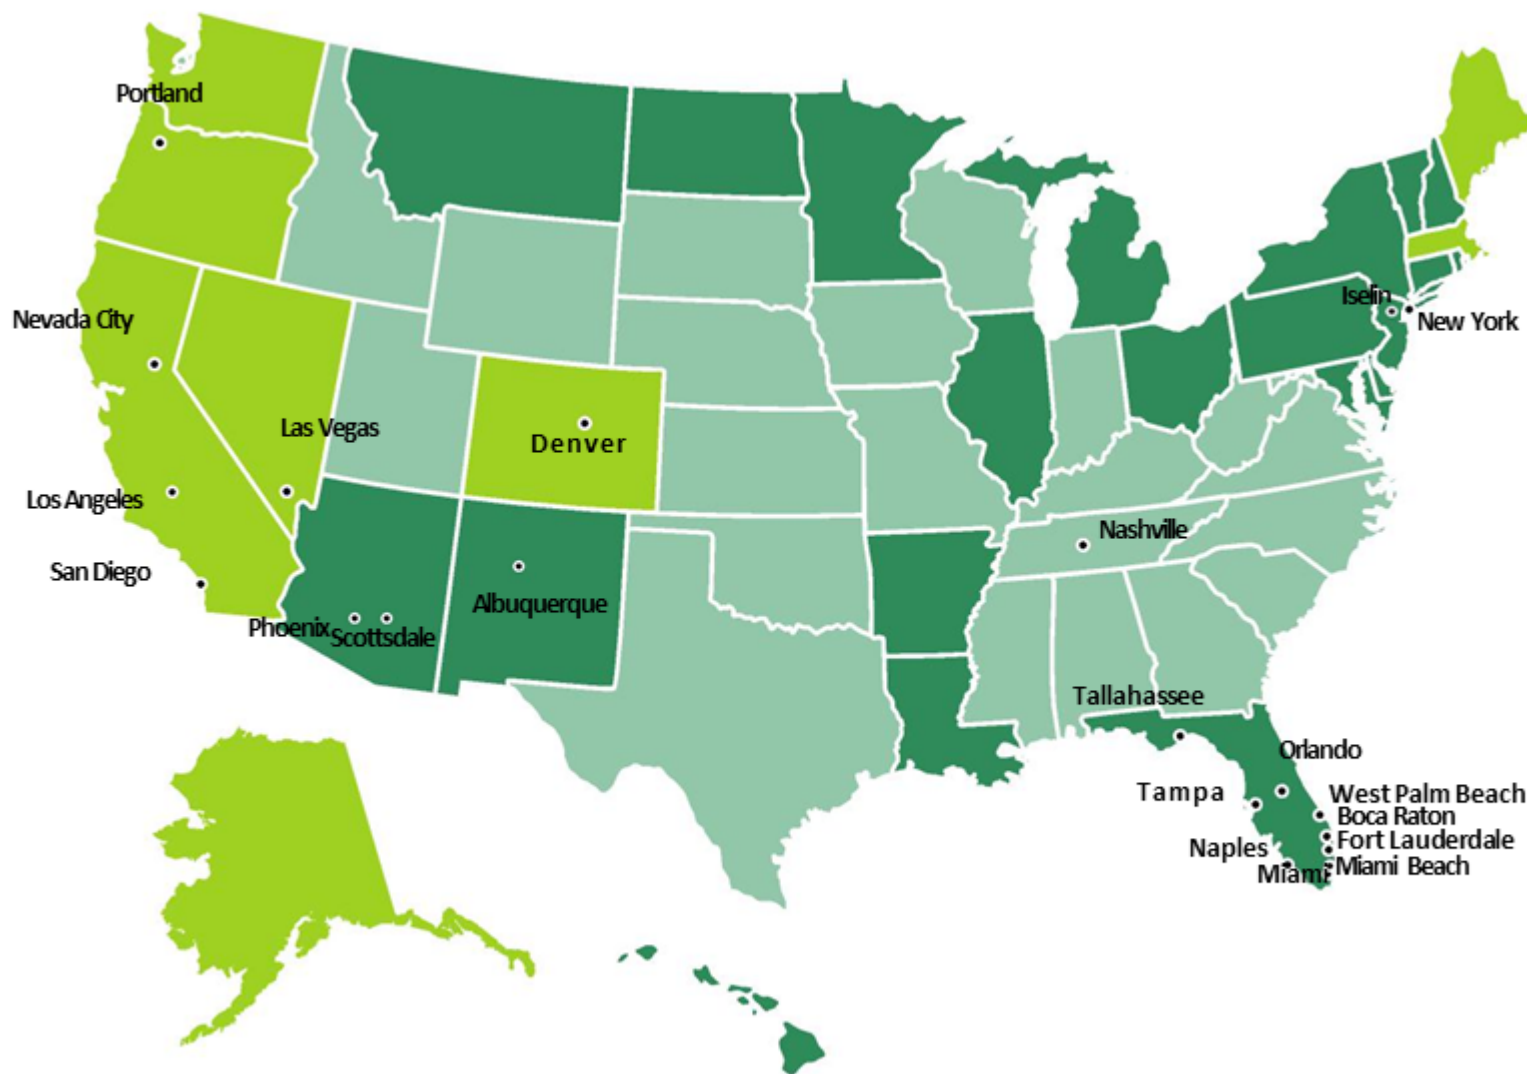 Portland
Iselin
New York
Nevada City
Las Vegas
Denver
Los Angeles
Nashville
San Diego
Albuquerque
Phoenix
Scottsdale
Tallahassee
Orlando
Tampa
West Palm Beach
Boca Raton
Fort Lauderdale
Naples
Miami Beach
Miami